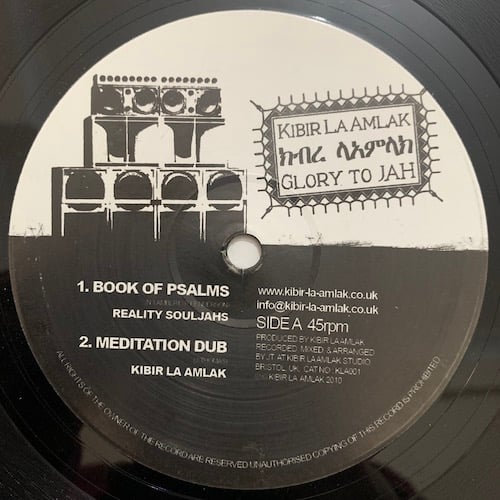 KIBIR LA AMLAK
ክብረ ላአምላክ
GLORY TO JAH
1. BOOK OF PSALMS
REALITY SOULJAHS
2. MEDITATION DUB
KIBIR LA AMLAK
www.kibir-la-amlak.co.uk
info@kibir-la-amlak.co.uk
SIDE A 45rpm
PRODUCED BY KIBIR LA AMLAK
RECORDED, MIXED, & ARRANGED
BY JT. AT KIBIR LA AMLAK STUDIO
BRISTOL, UK. CAT NO: KLA001
KIBIR LA AMLAK 2010
ALL RIGHTS OF THE OWNER OF THE RECORD ARE RESERVED UNAUTHORISED COPYING OF THIS RECORD IS PROHIBITED